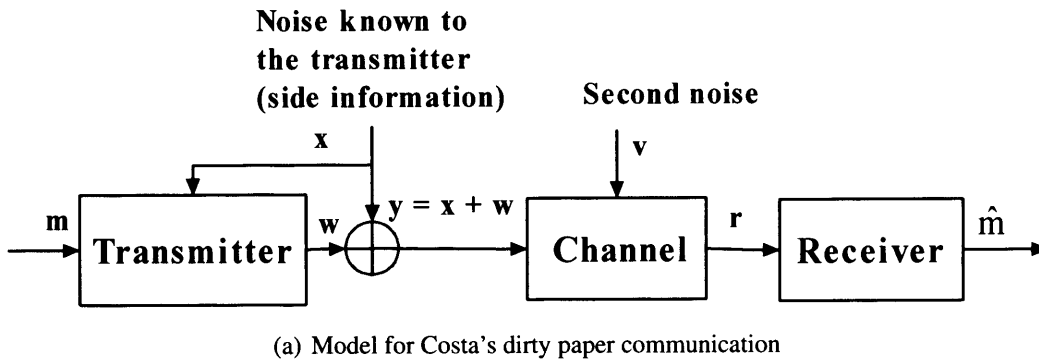 Noise known to
the transmitter
(side information)
Second noise
x
v
m
w
y = x + w
r
m̂
Transmitter
Channel
Receiver
(a) Model for Costa's dirty paper communication